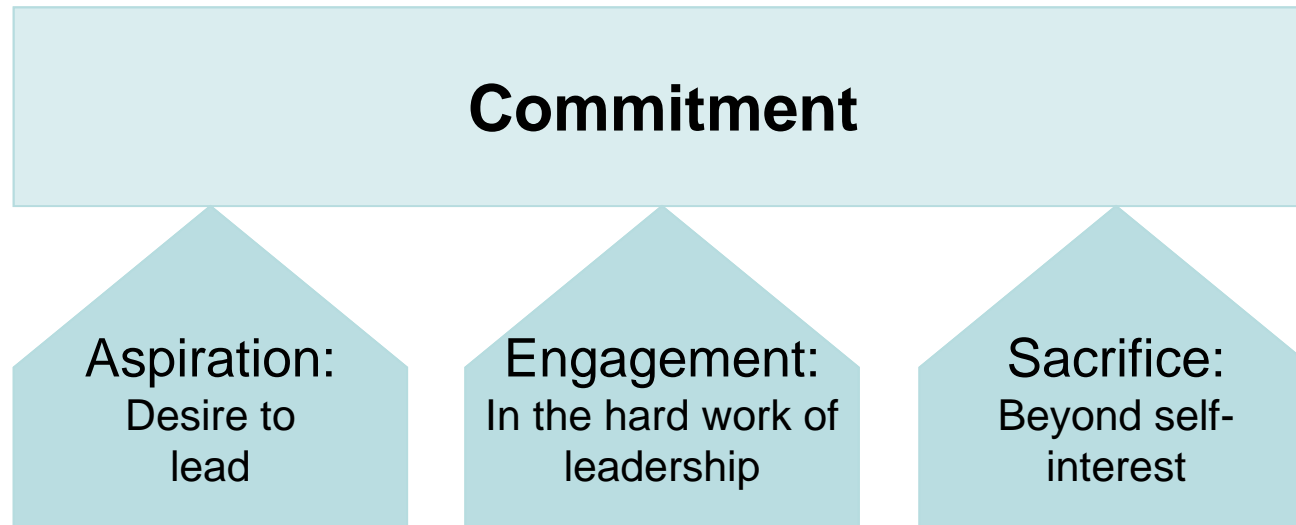 Commitment
Aspiration:
Desire to
lead
Engagement:
In the hard work of
leadership
Sacrifice:
Beyond self-
interest